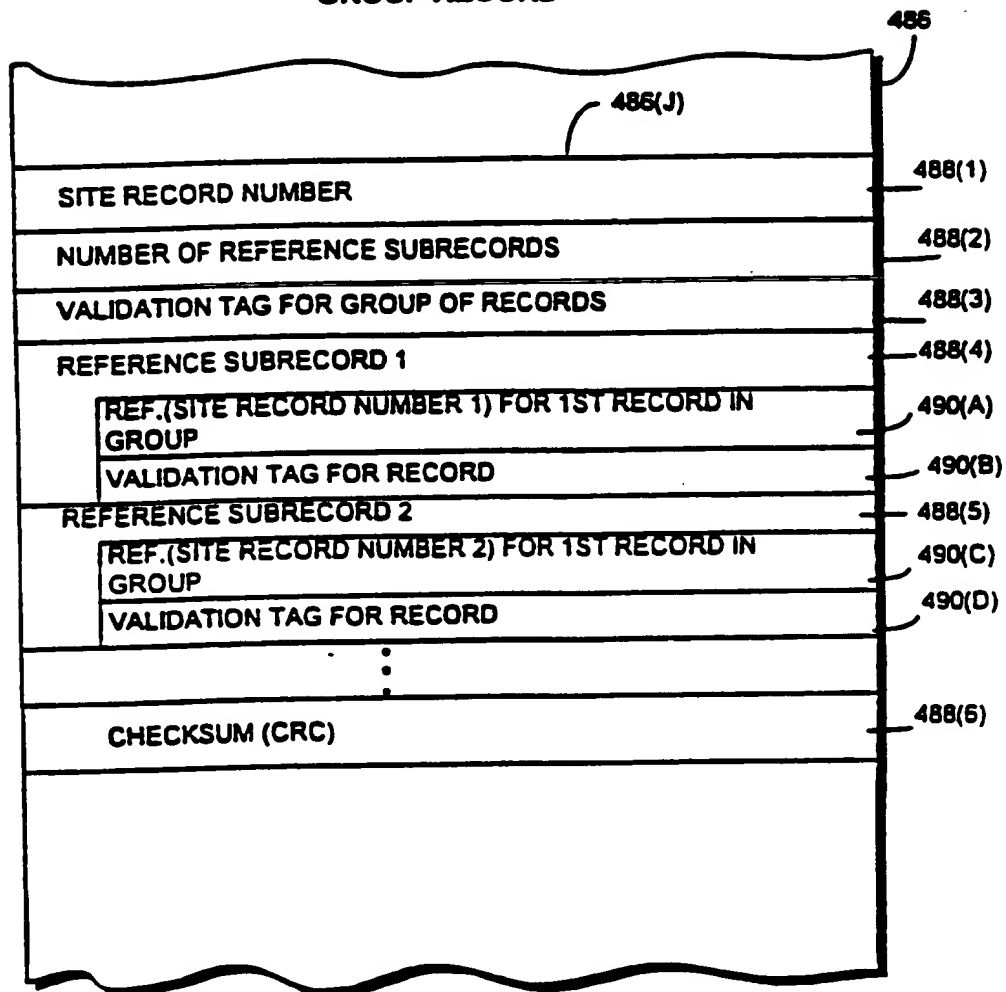 486
486(J)
SITE RECORD NUMBER
488(1)
NUMBER OF REFERENCE SUBRECORDS
488(2)
VALIDATION TAG FOR GROUP OF RECORDS
488(3)
REFERENCE SUBRECORD 1
488(4)
REF.(SITE RECORD NUMBER 1) FOR 1ST RECORD IN
GROUP
490(A)
VALIDATION TAG FOR RECORD
490(B)
REFERENCE SUBRECORD 2
488(5)
REF.(SITE RECORD NUMBER 2) FOR 1ST RECORD IN
GROUP
490(C)
VALIDATION TAG FOR RECORD
490(D)
CHECKSUM (CRC)
488(6)